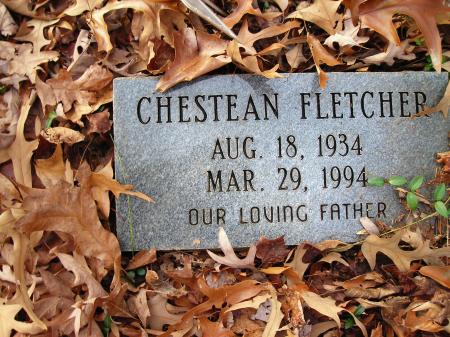 CHESTEAN FLETCHER
AUG. 18, 1934
MAR. 29, 1994
OUR LOVING FATHER